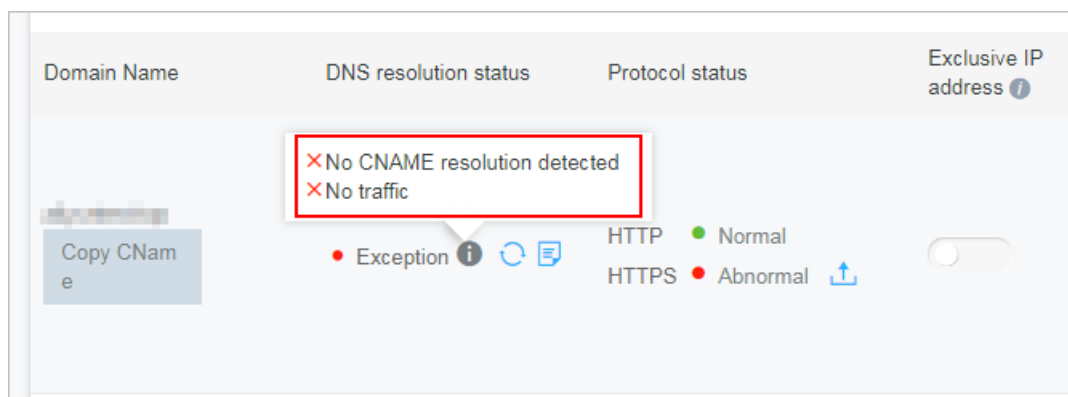 Domain Name
DNS resolution status
Protocol status
Exclusive IP
address
No CNAME resolution detected
No traffic
Copy CNam
e
Exception
HTTP Normal
HTTPS Abnormal